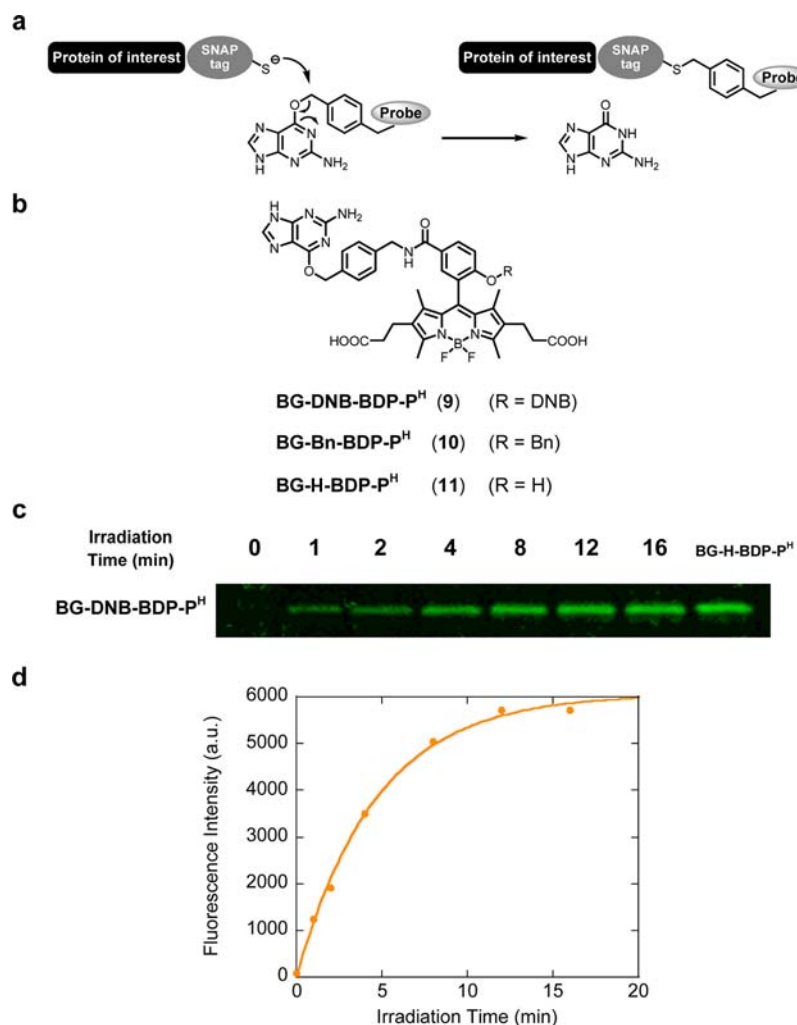 a
Protein of interest SNAP tag S ⊖
Protein of interest SNAP tag S Probe
O Probe
N N
N H N NH₂
O
N NH
N H N NH₂
b
H N N NH₂
N N
O
O
N H
O R
HOOC N B N COOH
F F
BG-DNB-BDP-Pᴴ (9) (R = DNB)
BG-Bn-BDP-Pᴴ (10) (R = Bn)
BG-H-BDP-Pᴴ (11) (R = H)
c
Irradiation
Time (min) 0 1 2 4 8 12 16 BG-H-BDP-Pᴴ
BG-DNB-BDP-Pᴴ
d
Fluorescence Intensity (a.u.)
6000
5000
4000
3000
2000
1000
0
0 5 10 15 20
Irradiation Time (min)